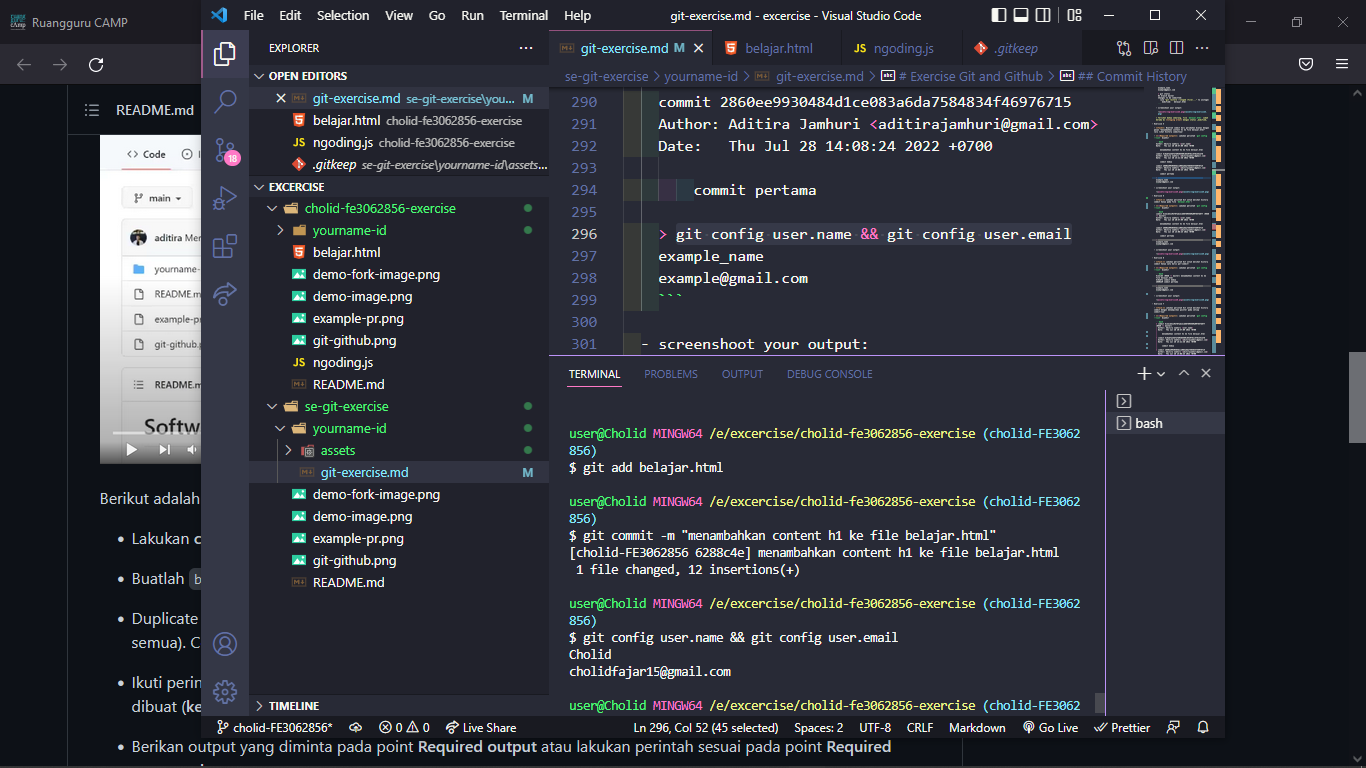 Ruangguru CAMP
File Edit Selection View Go Run Terminal Help
git-exercise.md - excercise - Visual Studio Code
README.md
Code
main
aditira Mer
yourname-
README.m
example-pr
git-github.p
README.m
Softw
Berikut adalah
Lakukan c
Buatlah b
Duplicate
semua). C
Ikuti perin
dibuat (ke
Berikan output yang diminta pada point Required output atau lakukan perintah sesuai pada point Required
18
EXPLORER
OPEN EDITORS
git-exercise.md se-git-exercise\you... M
belajar.html cholid-fe3062856-exercise
ngoding.js cholid-fe3062856-exercise
.gitkeep se-git-exercise\yourname-id\assets...
EXCERCISE
cholid-fe3062856-exercise
yourname-id
belajar.html
demo-fork-image.png
demo-image.png
example-pr.png
git-github.png
JS ngoding.js
README.md
se-git-exercise
yourname-id
assets
git-exercise.md M
demo-fork-image.png
demo-image.png
example-pr.png
git-github.png
README.md
TIMELINE
git-exercise.md M
belajar.html
JS ngoding.js
.gitkeep
se-git-exercise > yourname-id > git-exercise.md > # Exercise Git and Github > ## Commit History
290 commit 2860ee9930484d1ce083a6da7584834f46976715
291 Author: Aditira Jamhuri <aditirajamhuri@gmail.com>
292 Date: Thu Jul 28 14:08:24 2022 +0700
293
294 commit pertama
295
296 > git config user.name && git config user.email
297 example_name
298 example@gmail.com
299 ```
300
301 - screenshoot your output:
TERMINAL PROBLEMS OUTPUT DEBUG CONSOLE
bash
user@Cholid MINGW64 /e/excercise/cholid-fe3062856-exercise (cholid-FE3062
856)
$ git add belajar.html
user@Cholid MINGW64 /e/excercise/cholid-fe3062856-exercise (cholid-FE3062
856)
$ git commit -m "menambahkan content h1 ke file belajar.html"
[cholid-FE3062856 6288c4e] menambahkan content h1 ke file belajar.html
1 file changed, 12 insertions(+)
user@Cholid MINGW64 /e/excercise/cholid-fe3062856-exercise (cholid-FE3062
856)
$ git config user.name && git config user.email
Cholid
cholidfajar15@gmail.com
user@Cholid MINGW64 /e/excercise/cholid-fe3062856-exercise (cholid-FE3062
cholid-FE3062856* 0 0 Live Share
Ln 296, Col 52 (45 selected) Spaces: 2 UTF-8 CRLF Markdown Go Live Prettier